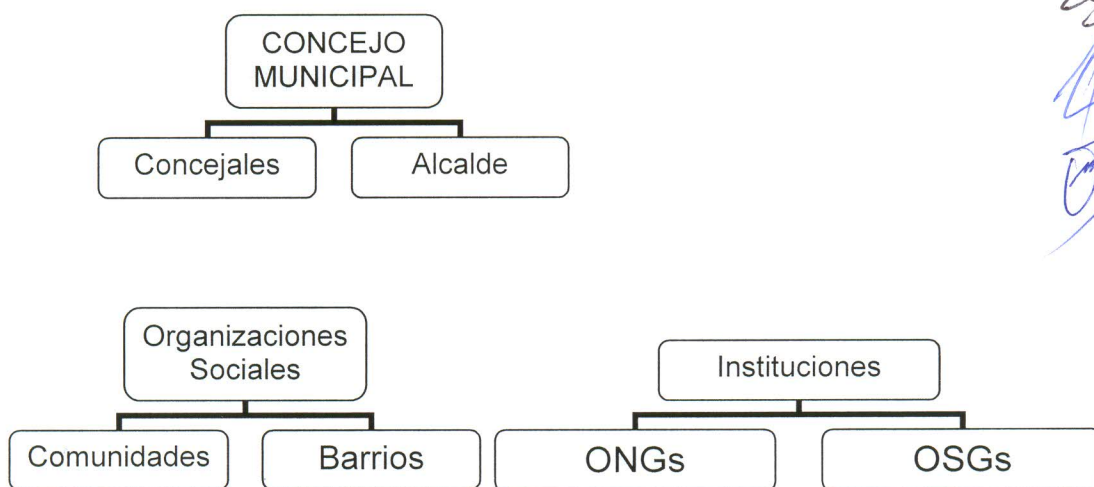 CONCEJO
MUNICIPAL
Concejales
Alcalde
Organizaciones
Sociales
Instituciones
Comunidades
Barrios
ONGs
OSGs